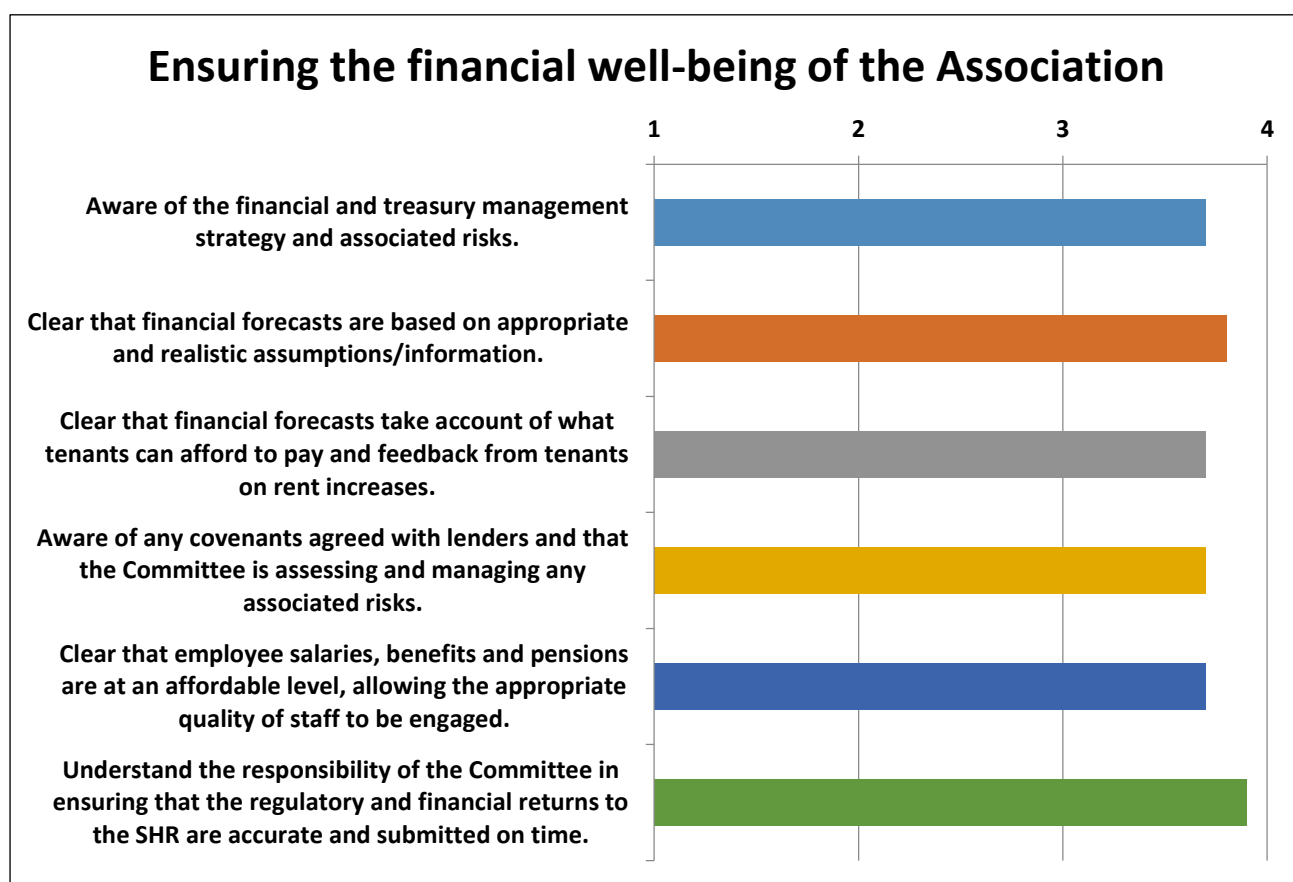 Ensuring the financial well-being of the Association
1 2 3 4
Aware of the financial and treasury management
strategy and associated risks.
Clear that financial forecasts are based on appropriate
and realistic assumptions/information.
Clear that financial forecasts take account of what
tenants can afford to pay and feedback from tenants
on rent increases.
Aware of any covenants agreed with lenders and that
the Committee is assessing and managing any
associated risks.
Clear that employee salaries, benefits and pensions
are at an affordable level, allowing the appropriate
quality of staff to be engaged.
Understand the responsibility of the Committee in
ensuring that the regulatory and financial returns to
the SHR are accurate and submitted on time.